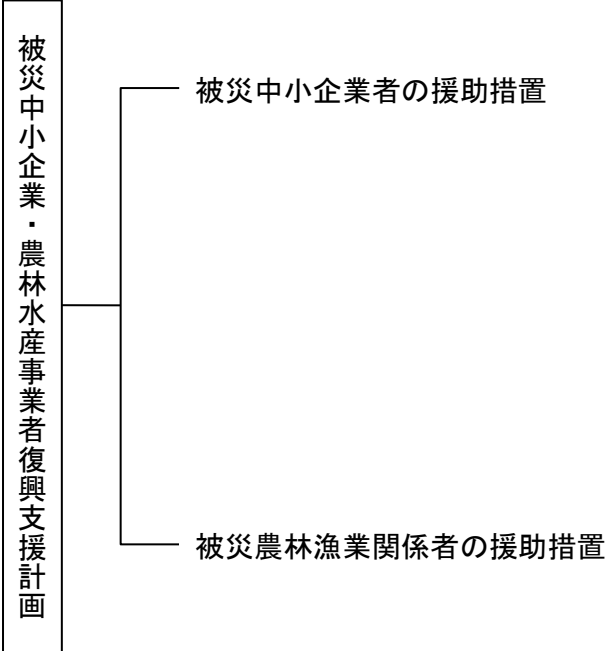 被災中小企業・農林水産事業者復興支援計画
被災中小企業者の援助措置
被災農林漁業関係者の援助措置